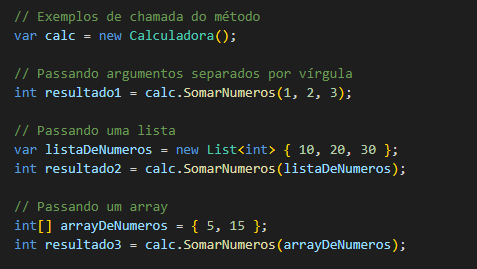 // Exemplos de chamada do método
var calc = new Calculadora();
// Passando argumentos separados por vírgula
int resultado1 = calc.SomarNumeros(1, 2, 3);
// Passando uma lista
var listaDeNumeros = new List<int> { 10, 20, 30 };
int resultado2 = calc.SomarNumeros(listaDeNumeros);
// Passando um array
int[] arrayDeNumeros = { 5, 15 };
int resultado3 = calc.SomarNumeros(arrayDeNumeros);